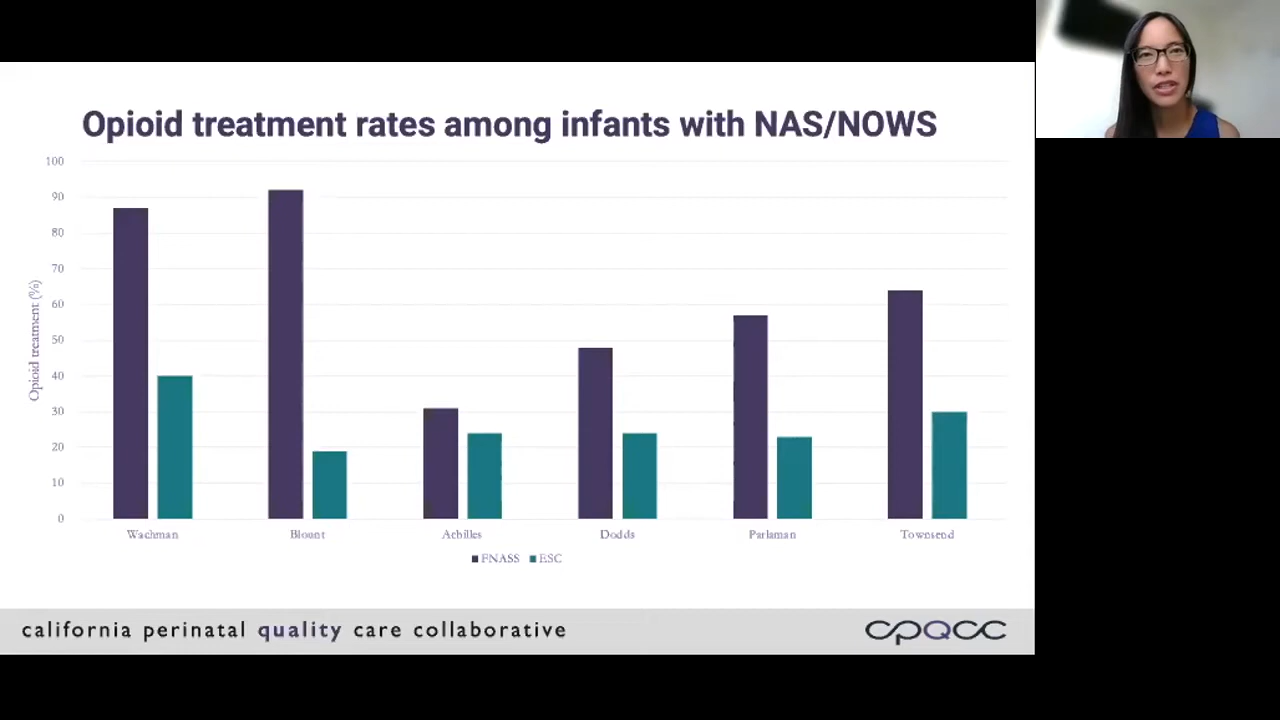 Opioid treatment rates among infants with NAS/NOWS
100
90
80
70
60
50
40
30
20
10
0
Opioid treatment (%)
Wachman
Blount
Achilles
Dodds
Parlaman
Townsend
FNASS ESC
california perinatal quality care collaborative
cpqcc